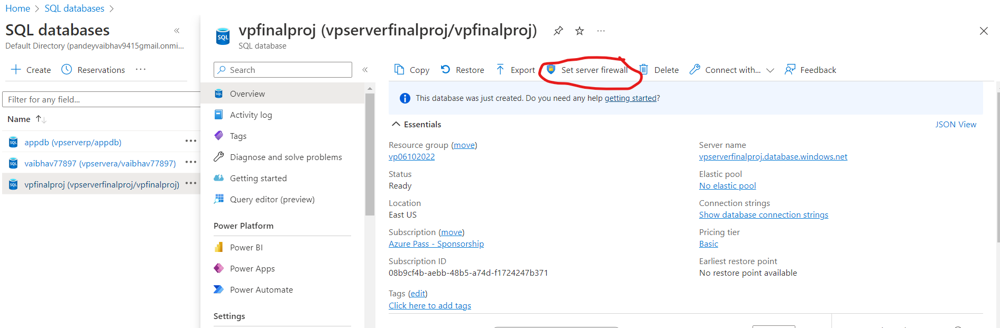 Home > SQL databases >
SQL databases
Default Directory (pandeyvaibhav9415gmail.onmi...
Create
Reservations
Filter for any field...
Name
appdb (vpserverp/appdb)
vaibhav77897 (vpservera/vaibhav77897)
vpfinalproj (vpserverfinalproj/vpfinalproj)
SQL
vpfinalproj (vpserverfinalproj/vpfinalproj)
SQL database
Search
Overview
Activity log
Tags
Diagnose and solve problems
Getting started
Query editor (preview)
Power Platform
Power BI
Power Apps
Power Automate
Settings
Copy
Restore
Export
Set server firewall
Delete
Connect with...
Feedback
This database was just created. Do you need any help getting started?
Essentials
JSON View
Resource group (move)
vp06102022
Status
Ready
Location
East US
Subscription (move)
Azure Pass - Sponsorship
Subscription ID
08b9cf4b-aebb-48b5-a74d-f1724247b371
Tags (edit)
Click here to add tags
Server name
vpserverfinalproj.database.windows.net
Elastic pool
No elastic pool
Connection strings
Show database connection strings
Pricing tier
Basic
Earliest restore point
No restore point available